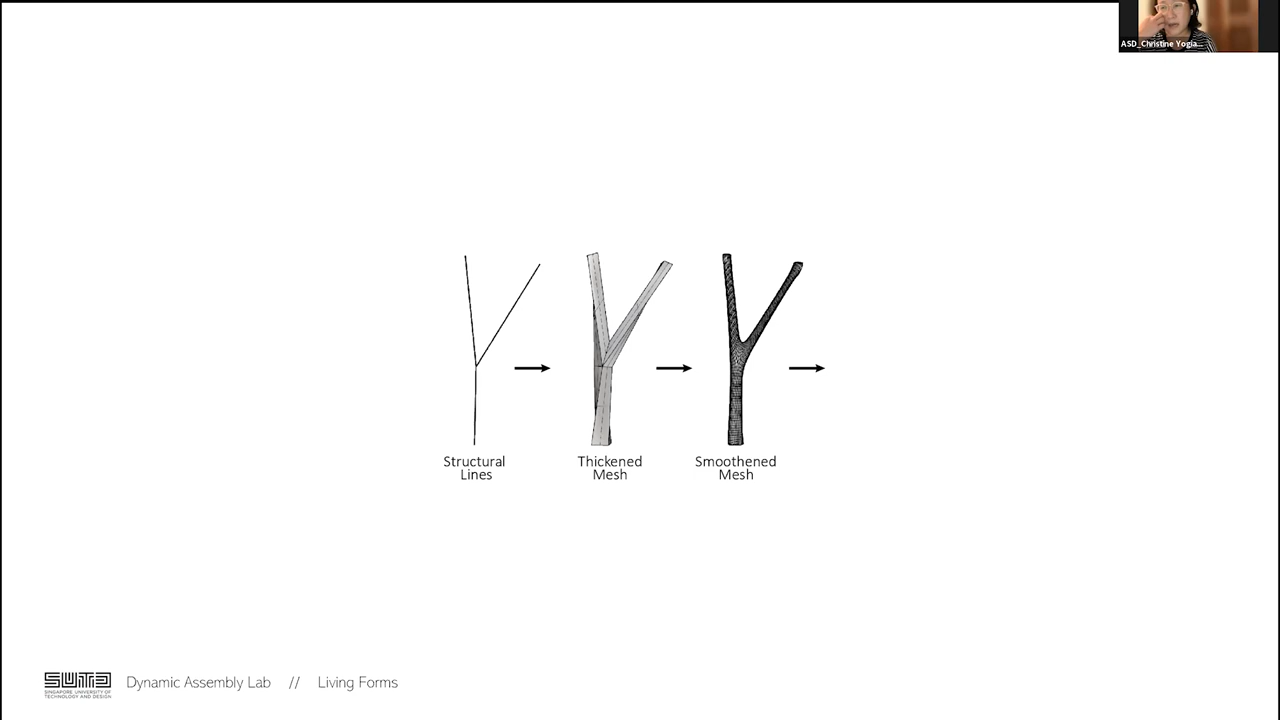 ASD_Christine Yogia...
Structural
Lines
Thickened
Mesh
Smoothened
Mesh
SUTD
SINGAPORE UNIVERSITY OF
TECHNOLOGY AND DESIGN
Dynamic Assembly Lab // Living Forms